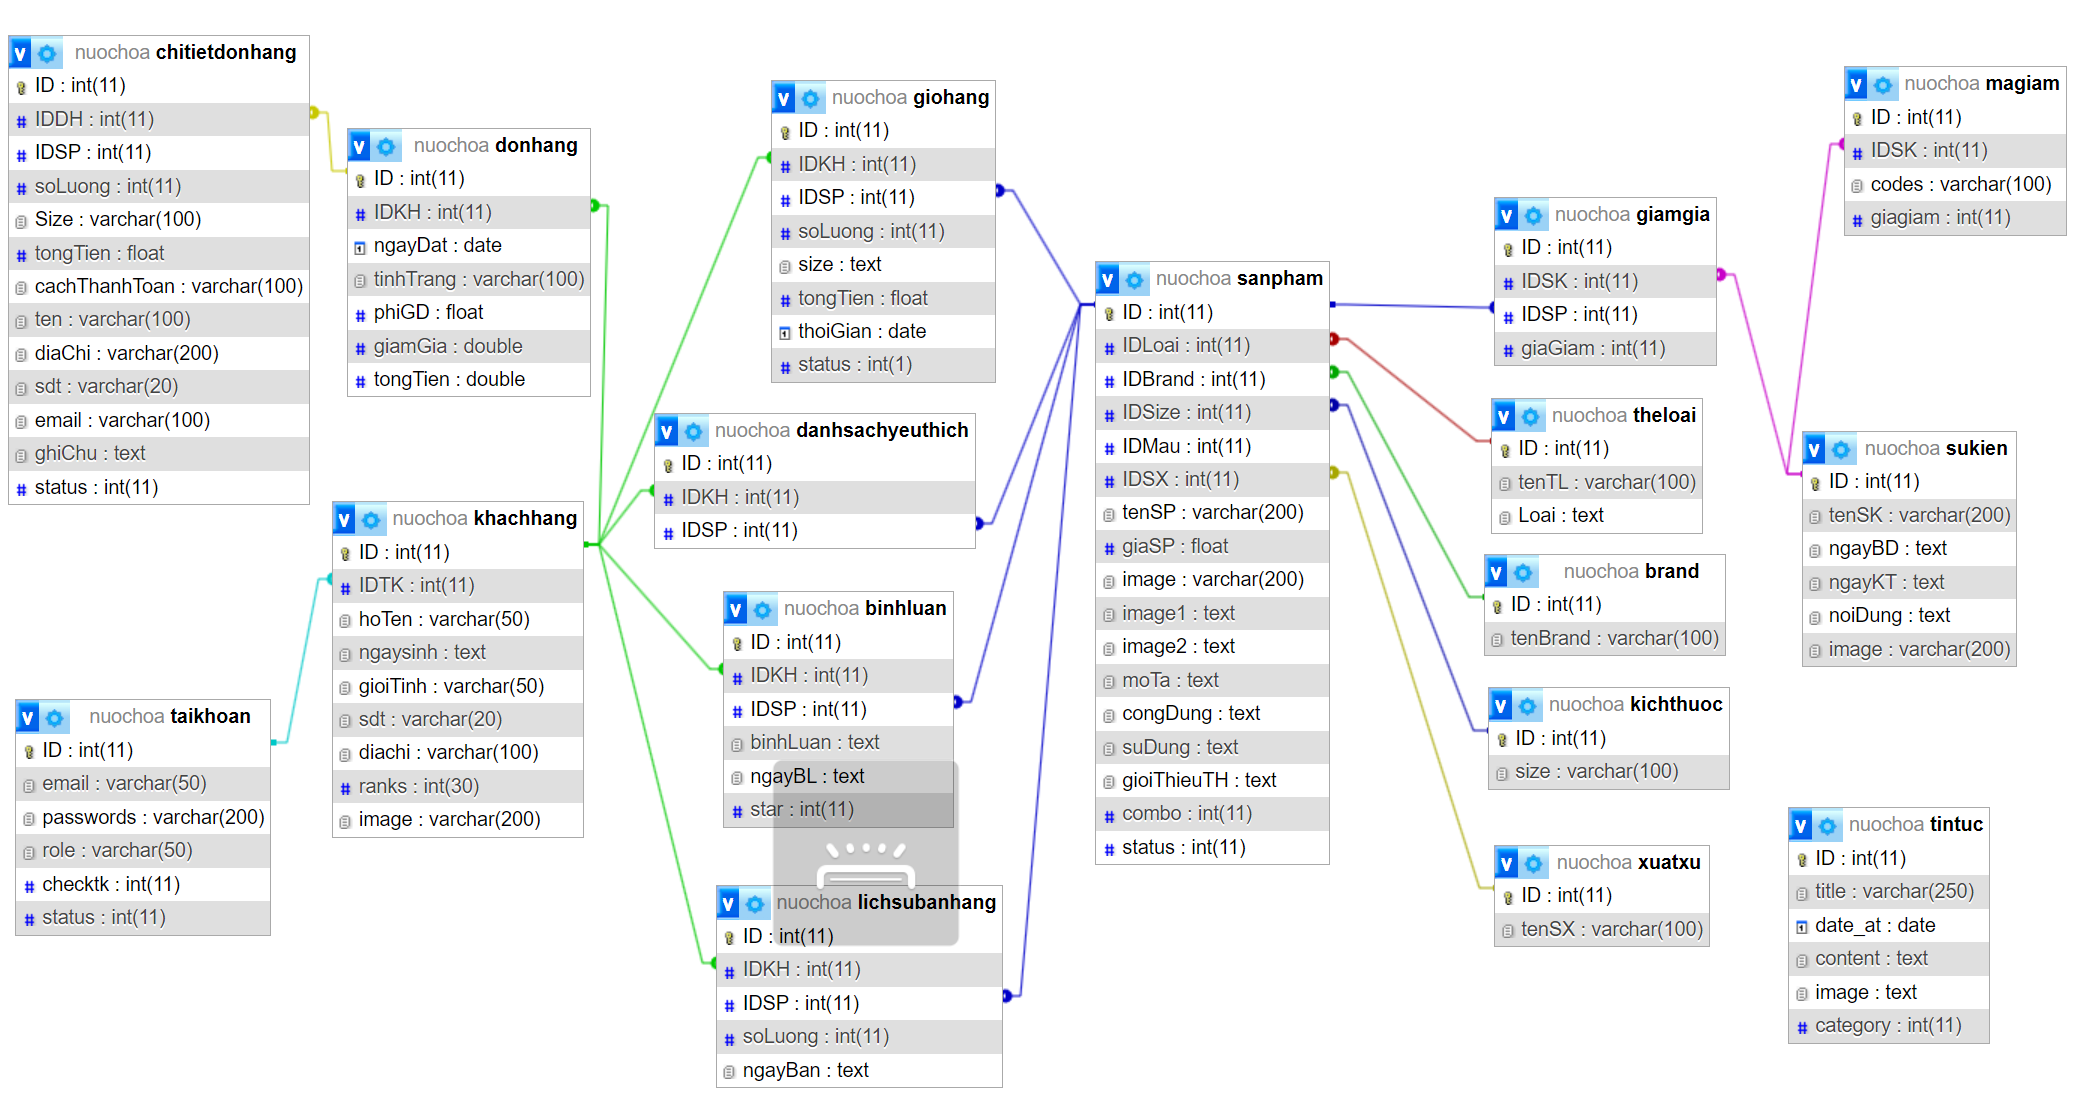 nuochoa chitietdonhang
ID : int(11)
IDDH : int(11)
IDSP : int(11)
soLuong : int(11)
Size : varchar(100)
tongTien : float
cachThanhToan : varchar(100)
ten : varchar(100)
diaChi : varchar(200)
sdt : varchar(20)
email : varchar(100)
ghiChu : text
status : int(11)
nuochoa donhang
ID : int(11)
IDKH : int(11)
ngayDat : date
tinhTrang : varchar(100)
phiGD : float
giamGia : double
tongTien : double
nuochoa khachhang
ID : int(11)
IDTK : int(11)
hoTen : varchar(50)
ngaysinh : text
gioiTinh : varchar(50)
sdt : varchar(20)
diachi : varchar(100)
ranks : int(30)
image : varchar(200)
nuochoa taikhoan
ID : int(11)
email : varchar(50)
passwords : varchar(200)
role : varchar(50)
checktk : int(11)
status : int(11)
nuochoa giohang
ID : int(11)
IDKH : int(11)
IDSP : int(11)
soLuong : int(11)
size : text
tongTien : float
thoiGian : date
status : int(1)
nuochoa danhsachyeuthich
ID : int(11)
IDKH : int(11)
IDSP : int(11)
nuochoa binhluan
ID : int(11)
IDKH : int(11)
IDSP : int(11)
binhLuan : text
ngayBL : text
star : int(11)
nuochoa lichsubanhang
ID : int(11)
IDKH : int(11)
IDSP : int(11)
soLuong : int(11)
ngayBan : text
nuochoa sanpham
ID : int(11)
IDLoai : int(11)
IDBrand : int(11)
IDSize : int(11)
IDMau : int(11)
IDSX : int(11)
tenSP : varchar(200)
giaSP : float
image : varchar(200)
image1 : text
image2 : text
moTa : text
congDung : text
suDung : text
gioiThieuTH : text
combo : int(11)
status : int(11)
nuochoa giamgia
ID : int(11)
IDSK : int(11)
IDSP : int(11)
giaGiam : int(11)
nuochoa theloai
ID : int(11)
tenTL : varchar(100)
Loai : text
nuochoa brand
ID : int(11)
tenBrand : varchar(100)
nuochoa kichthuoc
ID : int(11)
size : varchar(100)
nuochoa xuatxu
ID : int(11)
tenSX : varchar(100)
nuochoa magiam
ID : int(11)
IDSK : int(11)
codes : varchar(100)
giagiam : int(11)
nuochoa sukien
ID : int(11)
tenSK : varchar(200)
ngayBD : text
ngayKT : text
noiDung : text
image : varchar(200)
nuochoa tintuc
ID : int(11)
title : varchar(250)
date_at : date
content : text
image : text
category : int(11)